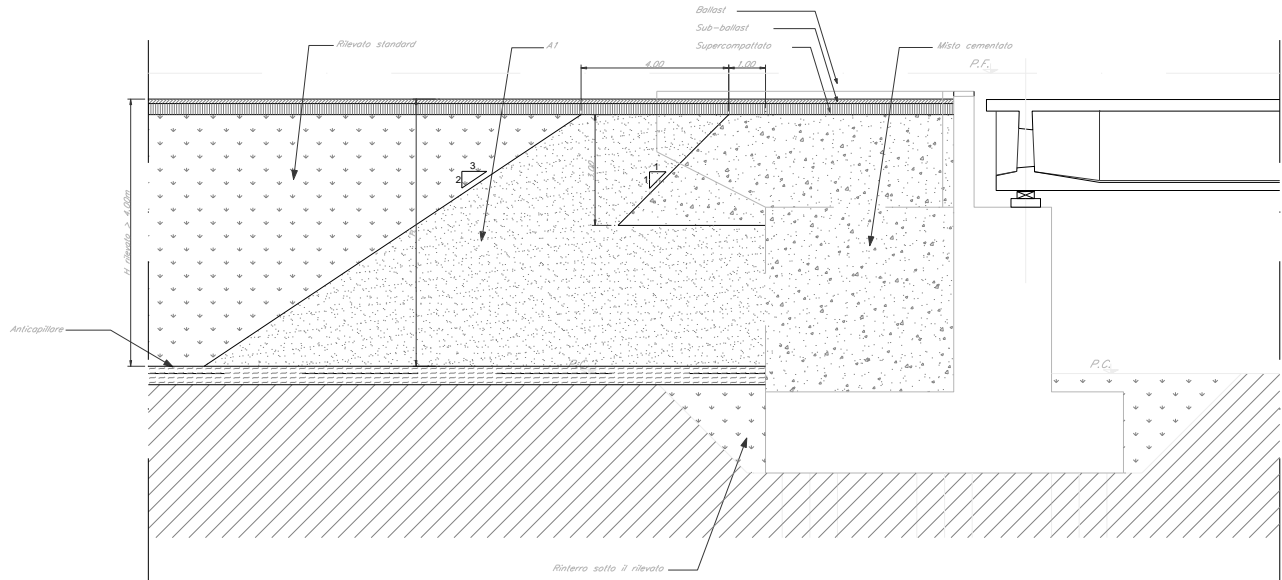 Ballast
Sub-ballast
Supercompattato
Rilevato standard
A1
Misto cementato
P.F.
4.00
1.00
3
2
1
1
H rilevato > 4.00m
Anticapillare
P.C.
P.C.
Rinterro sotto il rilevato